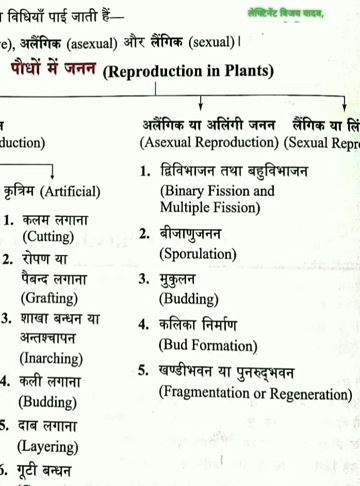 विधियाँ पाई जाती हैं—
लेफ्टिनेंट विजय यादव,
अलैंगिक (asexual) और लैंगिक (sexual)।
पौधों में जनन (Reproduction in Plants)
अलैंगिक या अलिंगी जनन
(Asexual Reproduction)
लैंगिक या
(Sexual
कृत्रिम (Artificial)
1. कलम लगाना
(Cutting)
2. रोपण या
पैबन्द लगाना
(Grafting)
3. शाखा बन्धन या
अन्तश्चापन
(Inarching)
4. कली लगाना
(Budding)
5. दाब लगाना
(Layering)
6. गूटी बन्धन
1. द्विविभाजन तथा बहुविभाजन
(Binary Fission and
Multiple Fission)
2. बीजाणुजनन
(Sporulation)
3. मुकुलन
(Budding)
4. कलिका निर्माण
(Bud Formation)
5. खण्डीभवन या पुनरुद्भवन
(Fragmentation or Regeneration)